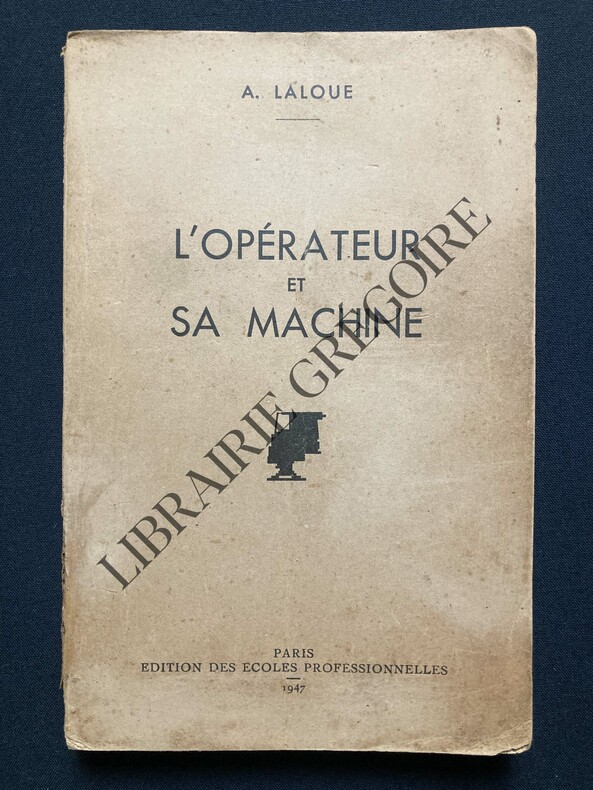 A. LALOUE
L'OPÉRATEUR
ET
SA MACHINE
LIBRAIRIE GREGOIRE
PARIS
EDITION DES ECOLES PROFESSIONNELLES
1947